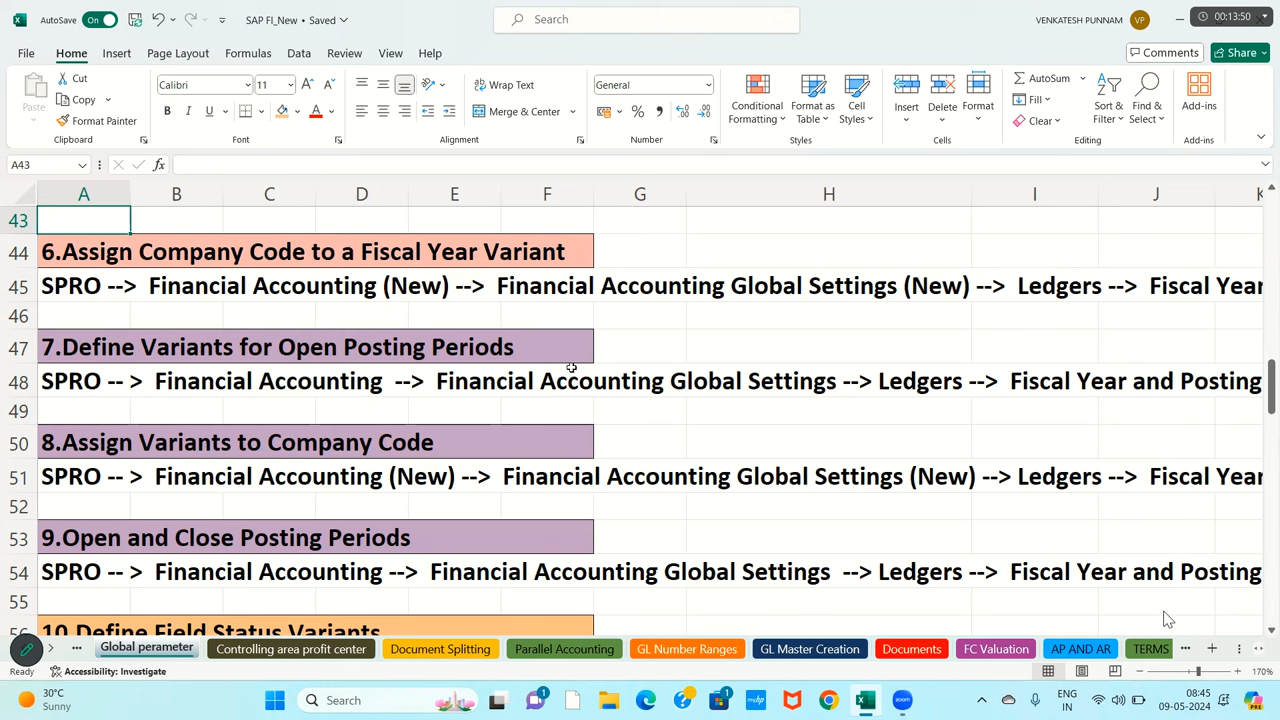 AutoSave On SAP FI_New • Saved Search VENKATESH PUNNAM VP 00:13:50
File Home Insert Page Layout Formulas Data Review View Help Comments Share
Paste Cut Copy Format Painter Clipboard
Calibri 11 B I U Font
Wrap Text Merge & Center Alignment
General % Number
Conditional Formatting Format as Table Cell Styles Styles
Insert Delete Format Cells
AutoSum Fill Clear Sort & Filter Find & Select Editing
Add-ins Add-ins
A43 fx
A B C D E F G H I J K
43
44 6.Assign Company Code to a Fiscal Year Variant
45 SPRO --> Financial Accounting (New) --> Financial Accounting Global Settings (New) --> Ledgers --> Fiscal Year
46
47 7.Define Variants for Open Posting Periods
48 SPRO -- > Financial Accounting --> Financial Accounting Global Settings --> Ledgers --> Fiscal Year and Posting
49
50 8.Assign Variants to Company Code
51 SPRO --> Financial Accounting (New) --> Financial Accounting Global Settings (New) --> Ledgers --> Fiscal Year
52
53 9.Open and Close Posting Periods
54 SPRO -- > Financial Accounting --> Financial Accounting Global Settings --> Ledgers --> Fiscal Year and Posting
55
56 10.Define Field Status Variants
Global perameter Controlling area profit center Document Splitting Parallel Accounting GL Number Ranges GL Master Creation Documents FC Valuation AP AND AR TERMS
Ready Accessibility: Investigate 170%
30°C Sunny Search ENG IN 08:45 09-05-2024